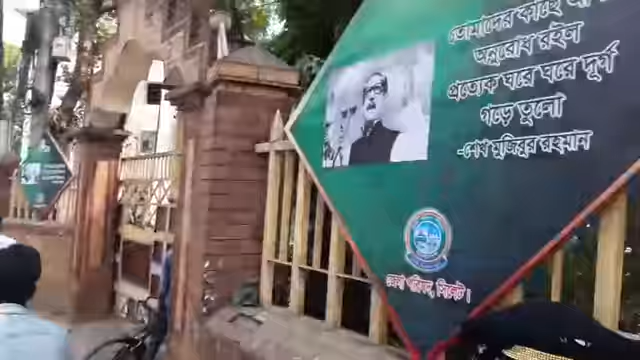 তোমাদের কাছে
অনুরোধ রইল
প্রত্যেক ঘরে ঘরে দূর্গ
গড়ে তুলো
-শেখ মুজিবুর রহমান
জেলা পরিষদ, সিলেট।